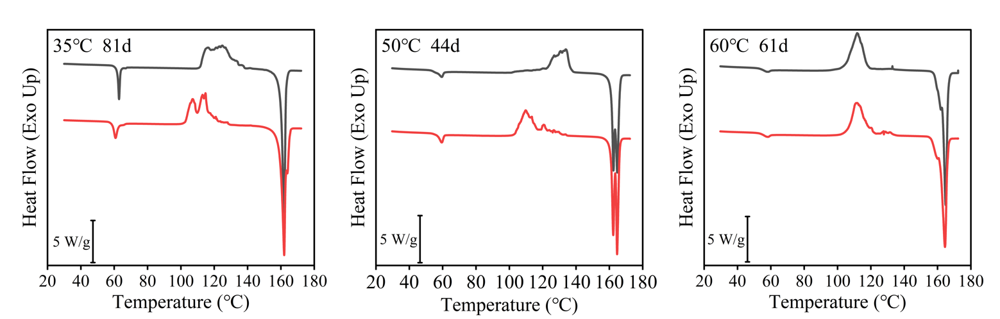 35℃ 81d
Heat Flow (Exo Up)
5 W/g
20 40 60 80 100 120 140 160 180
Temperature (℃)
50℃ 44d
Heat Flow (Exo Up)
5 W/g
20 40 60 80 100 120 140 160 180
Temperature (℃)
60℃ 61d
Heat Flow (Exo Up)
5 W/g
20 40 60 80 100 120 140 160 180
Temperature (℃)